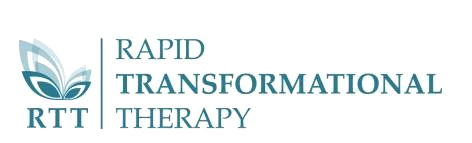 RTT
RAPID
TRANSFORMATIONAL
THERAPY